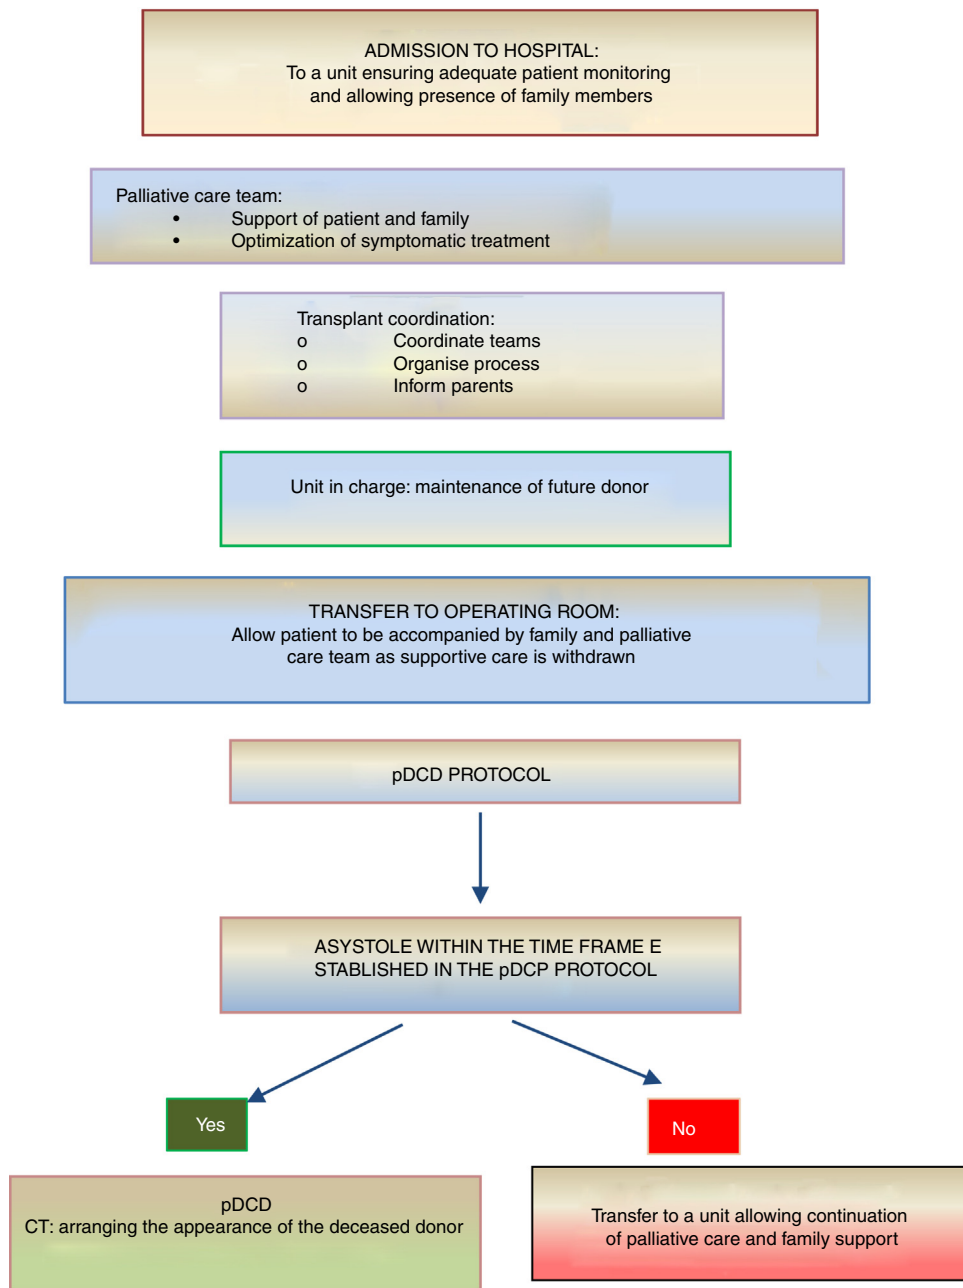 ADMISSION TO HOSPITAL:
To a unit ensuring adequate patient monitoring
and allowing presence of family members
Palliative care team:
• Support of patient and family
• Optimization of symptomatic treatment
Transplant coordination:
o Coordinate teams
o Organise process
o Inform parents
Unit in charge: maintenance of future donor
TRANSFER TO OPERATING ROOM:
Allow patient to be accompanied by family and palliative
care team as supportive care is withdrawn
pDCD PROTOCOL
ASYSTOLE WITHIN THE TIME FRAME E
STABLISHED IN THE pDCP PROTOCOL
Yes
No
pDCD
CT: arranging the appearance of the deceased donor
Transfer to a unit allowing continuation
of palliative care and family support